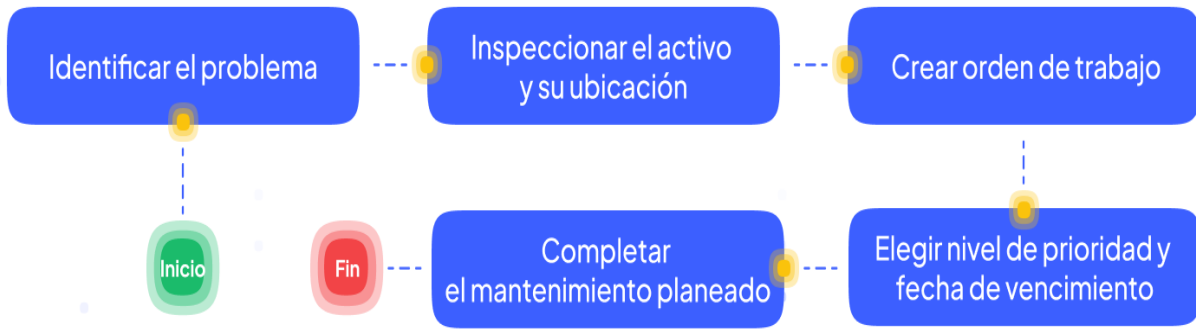 Identificar el problema
Inspeccionar el activo
y su ubicación
Crear orden de trabajo
Inicio
Fin
Completar
el mantenimiento planeado
Elegir nivel de prioridad y
fecha de vencimiento